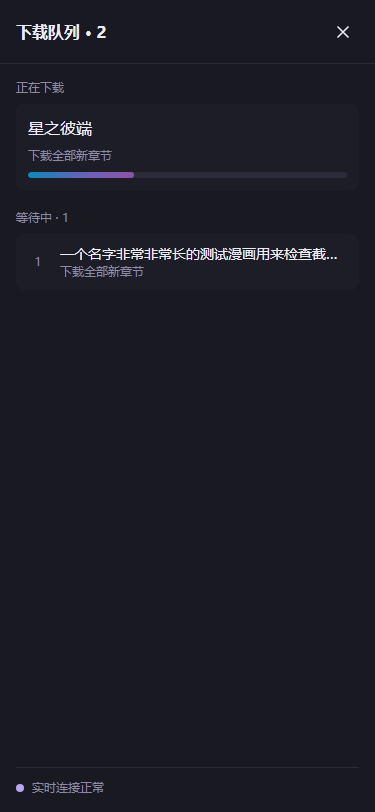 下载队列 • 2
正在下载
星之彼端
下载全部新章节
等待中 · 1
1
一个名字非常非常长的测试漫画用来检查截...
下载全部新章节
实时连接正常